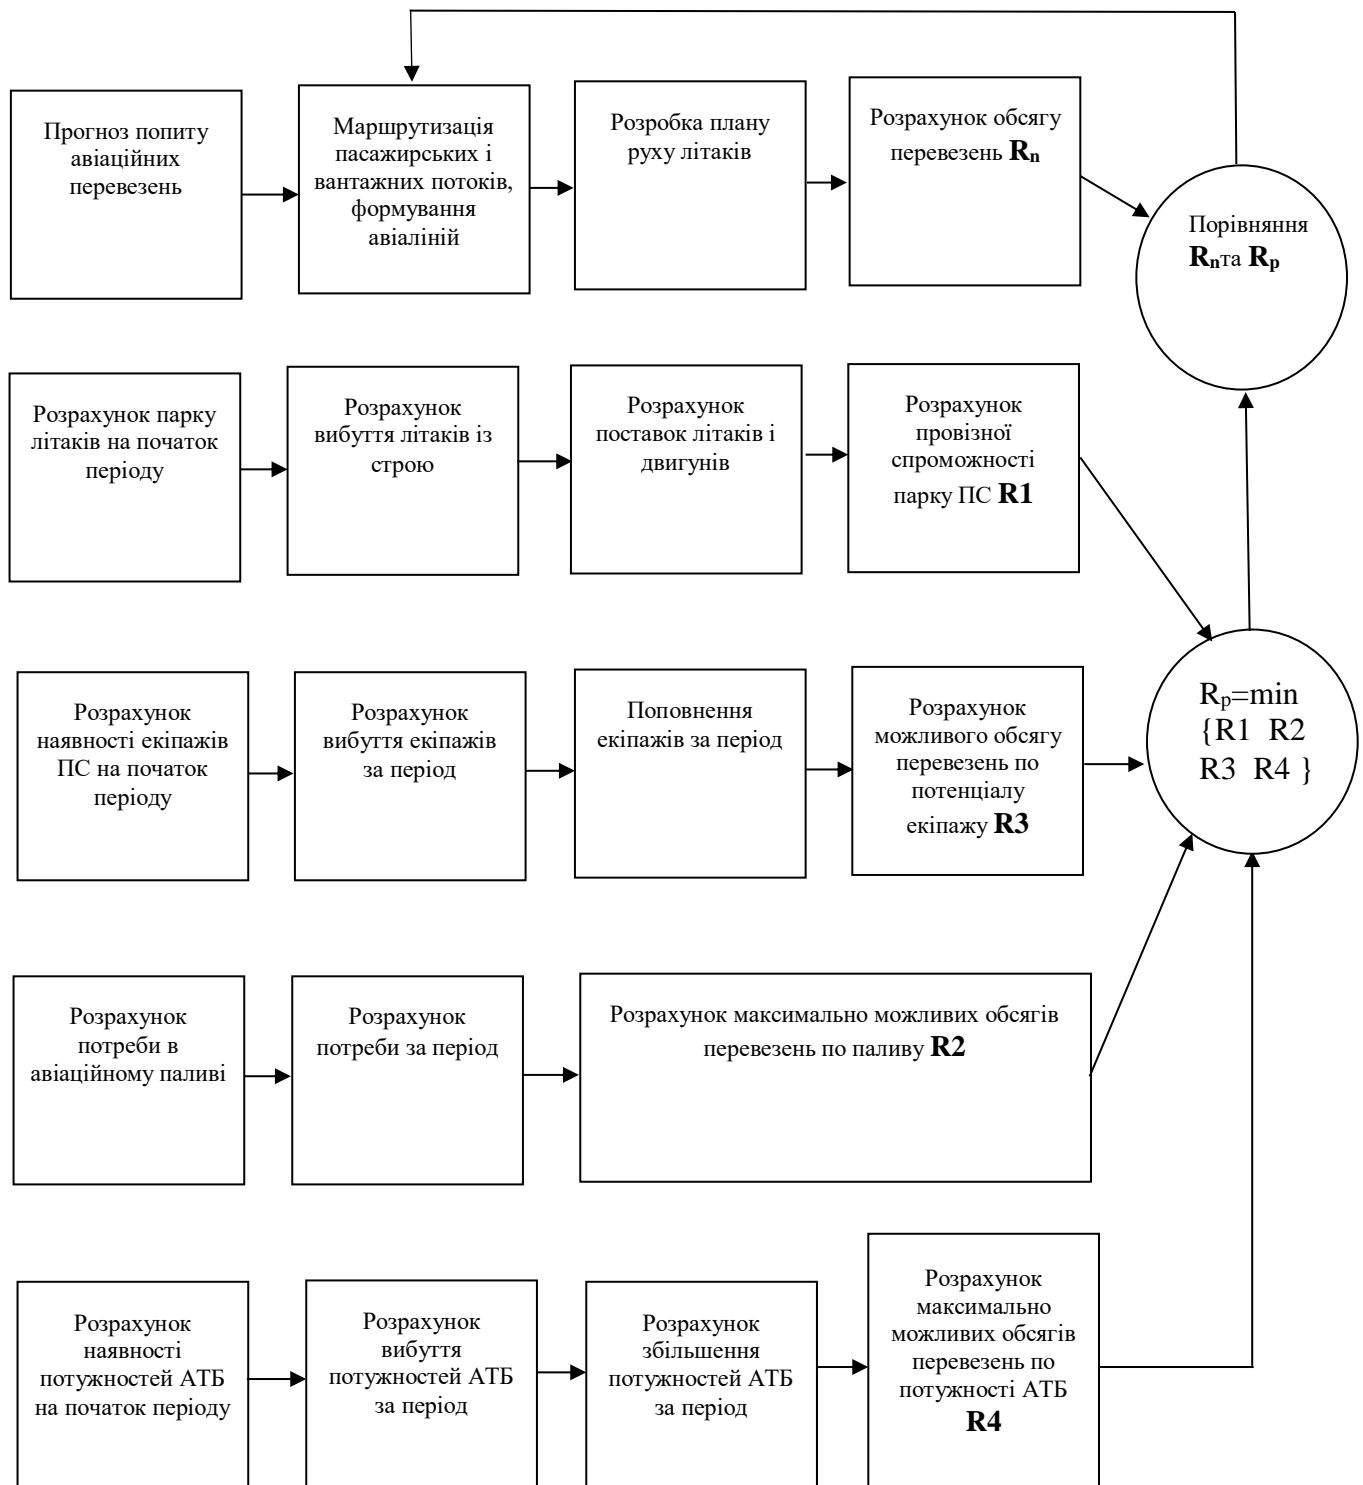 Прогноз попиту
авіаційних
перевезень
Маршрутизація
пасажирських і
вантажних потоків,
формування
авіаліній
Розробка плану
руху літаків
Розрахунок обсягу
перевезень Rn
Порівняння
Rnта Rp
Розрахунок парку
літаків на початок
періоду
Розрахунок
вибуття літаків із
строю
Розрахунок
поставок літаків і
двигунів
Розрахунок
провізної
спроможності
парку ПС R1
Розрахунок
наявності екіпажів
ПС на початок
періоду
Розрахунок
вибуття екіпажів
за період
Поповнення
екіпажів за період
Розрахунок
можливого обсягу
перевезень по
потенціалу
екіпажу R3
Rp=min
{R1 R2
R3 R4 }
Розрахунок
потреби в
авіаційному паливі
Розрахунок
потреби за період
Розрахунок максимально можливих обсягів
перевезень по паливу R2
Розрахунок
наявності
потужностей АТБ
на початок періоду
Розрахунок
вибуття
потужностей АТБ
за період
Розрахунок
збільшення
потужностей АТБ
за період
Розрахунок
максимально
можливих обсягів
перевезень по
потужності АТБ
R4